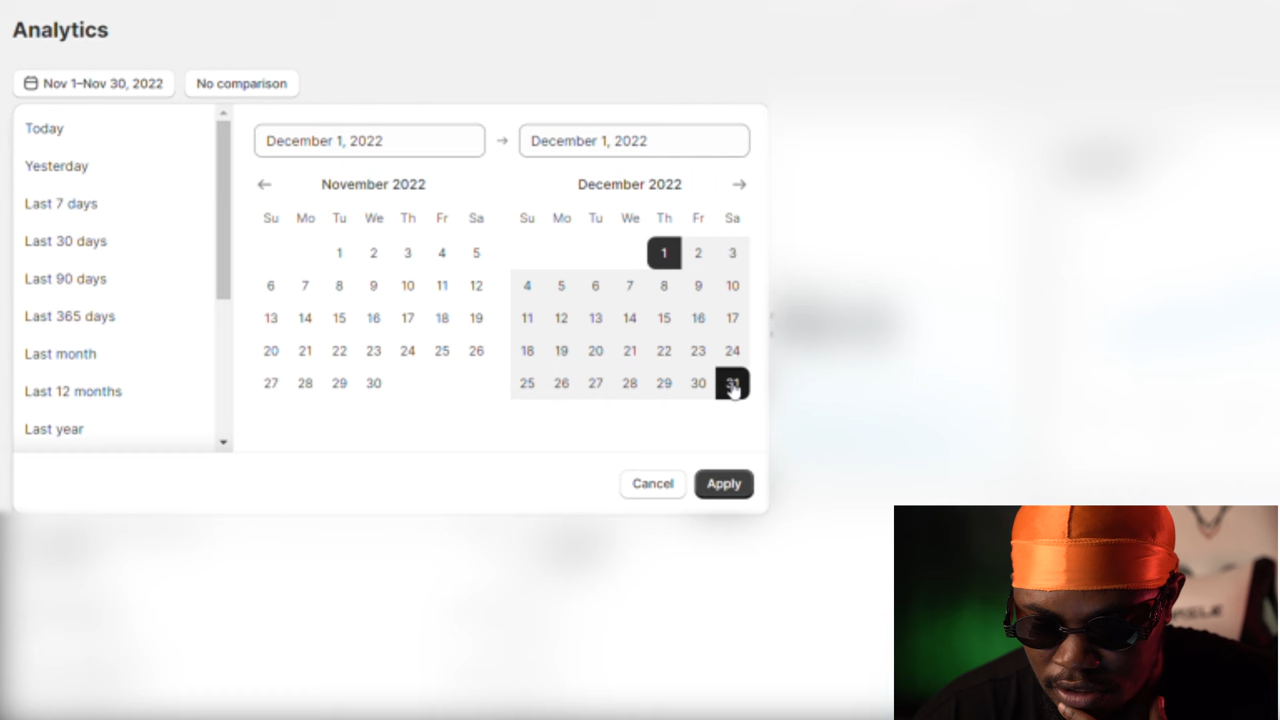 Analytics
Nov 1–Nov 30, 2022 No comparison
Today
Yesterday
Last 7 days
Last 30 days
Last 90 days
Last 365 days
Last month
Last 12 months
Last year
December 1, 2022 → December 1, 2022
← November 2022
Su Mo Tu We Th Fr Sa
1 2 3 4 5
6 7 8 9 10 11 12
13 14 15 16 17 18 19
20 21 22 23 24 25 26
27 28 29 30
December 2022 →
Su Mo Tu We Th Fr Sa
1 2 3
4 5 6 7 8 9 10
11 12 13 14 15 16 17
18 19 20 21 22 23 24
25 26 27 28 29 30 31
Cancel Apply